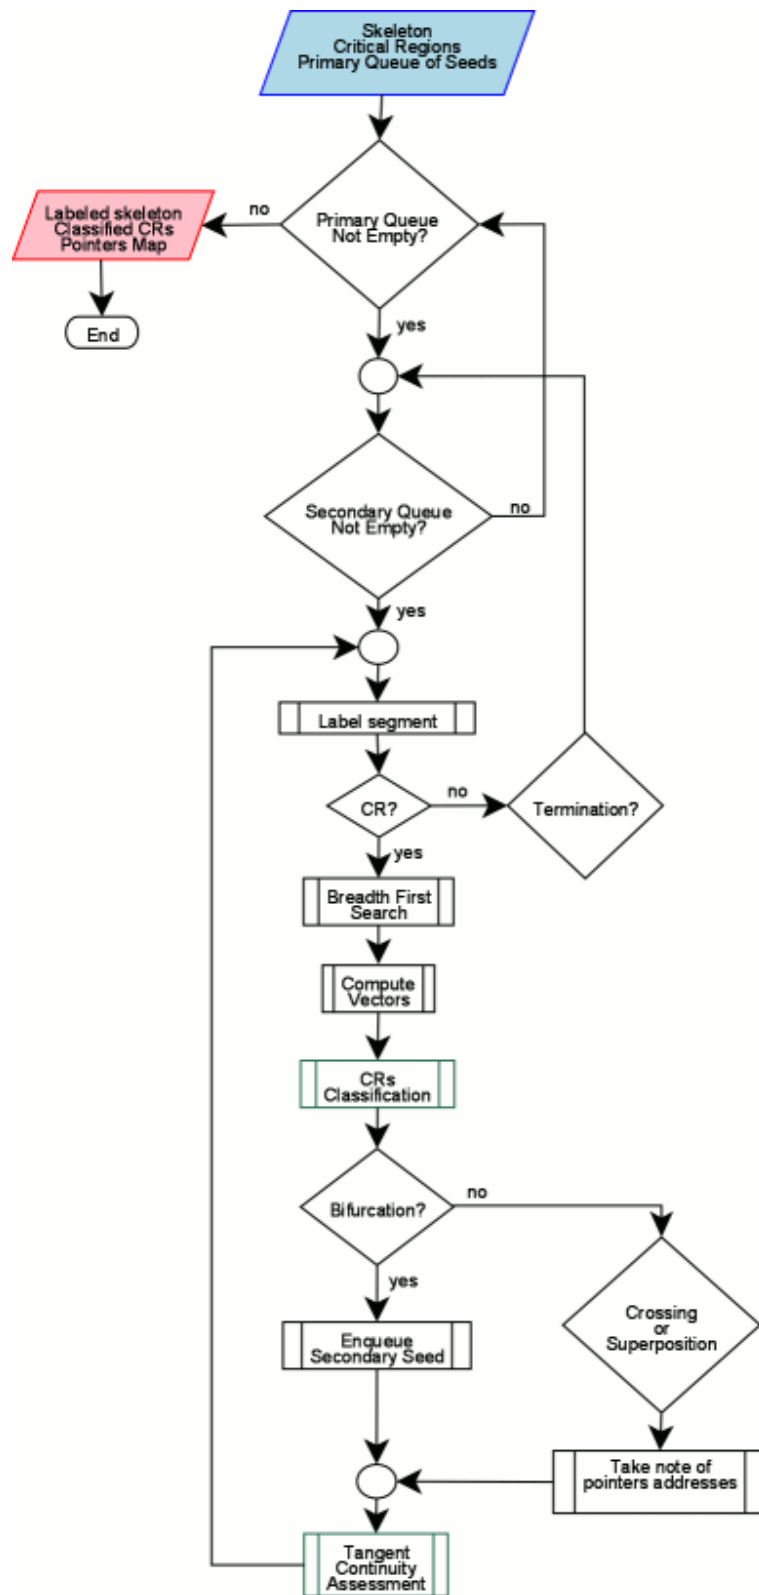 Skeleton
Critical Regions
Primary Queue of Seeds
Primary Queue
Not Empty?
no
Labeled skeleton
Classified CRs
Pointers Map
End
yes
Secondary Queue
Not Empty?
no
yes
Label segment
CR?
no
Termination?
yes
Breadth First
Search
Compute
Vectors
CRs
Classification
Bifurcation?
no
yes
Crossing
or
Superposition
Enqueue
Secondary Seed
Take note of
pointers addresses
Tangent
Continuity
Assessment